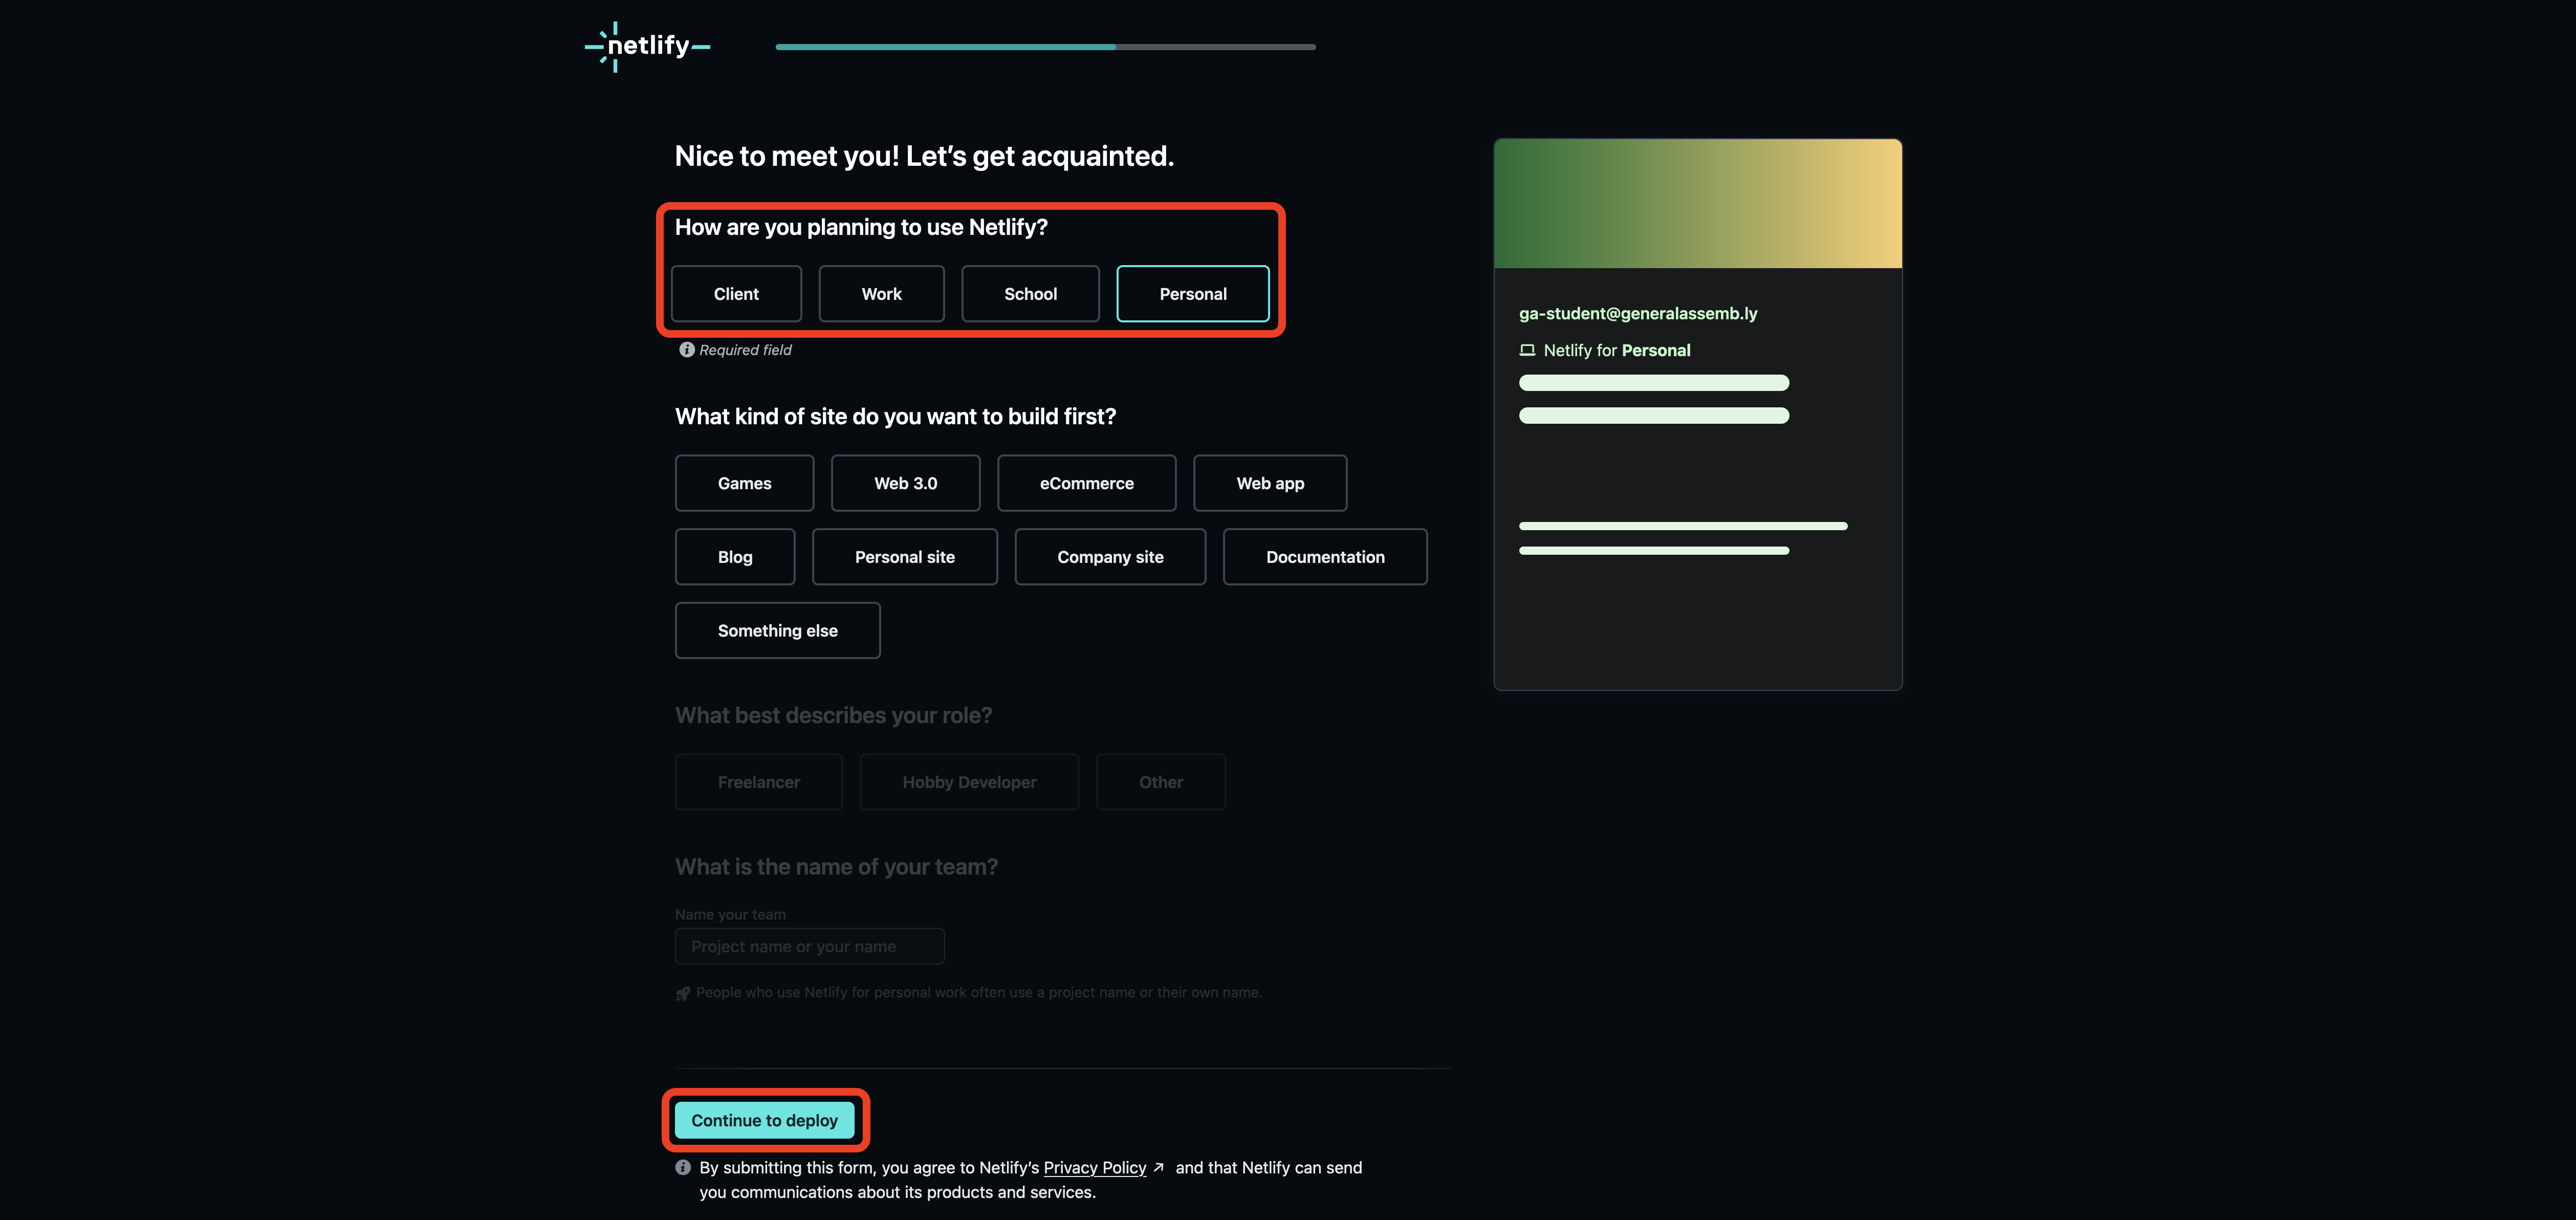 netlify
Nice to meet you! Let’s get acquainted.
How are you planning to use Netlify?
Client
Work
School
Personal
Required field
What kind of site do you want to build first?
Games
Web 3.0
eCommerce
Web app
Blog
Personal site
Company site
Documentation
Something else
What best describes your role?
Freelancer
Hobby Developer
Other
What is the name of your team?
Name your team
Project name or your name
People who use Netlify for personal work often use a project name or their own name.
Continue to deploy
By submitting this form, you agree to Netlify’s Privacy Policy and that Netlify can send
you communications about its products and services.
ga-student@generalassemb.ly
Netlify for Personal